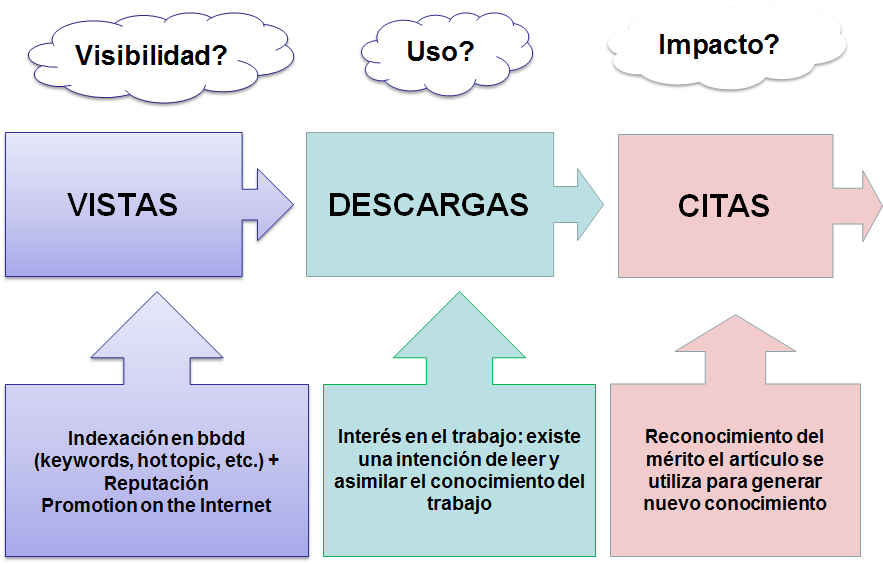 Visibilidad?
Uso?
Impacto?
VISTAS
DESCARGAS
CITAS
Indexación en bbdd
(keywords, hot topic, etc.) +
Reputación
Promotion on the Internet
Interés en el trabajo: existe
una intención de leer y
asimilar el conocimiento del
trabajo
Reconocimiento del
mérito el artículo se
utiliza para generar
nuevo conocimiento